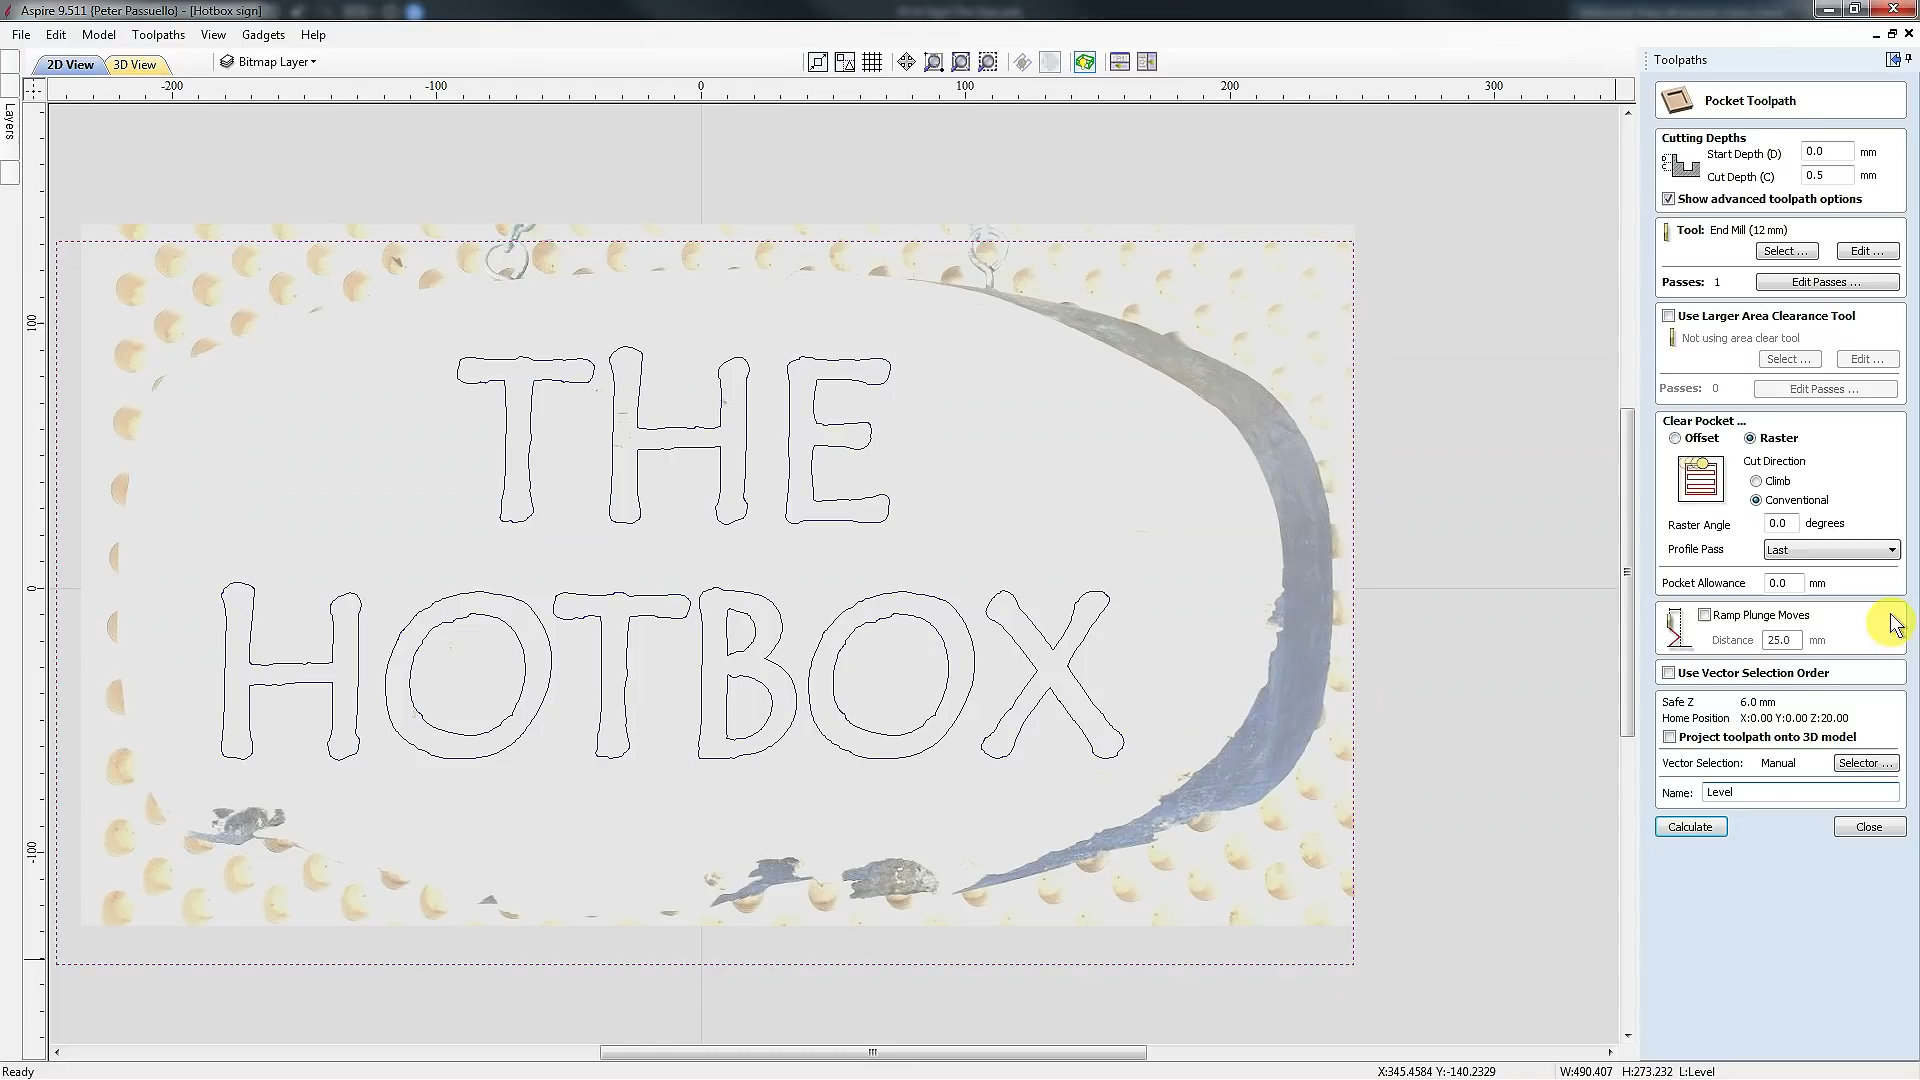 Aspire 9.511 {Peter Passuello} - [Hotbox sign]
File Edit Model Toolpaths View Gadgets Help
2D View 3D View Bitmap Layer
-200 -100 0 100 200 300
Layers
100
0
-100
THE
HOTBOX
Toolpaths
Pocket Toolpath
Cutting Depths
Start Depth (D) 0.0 mm
Cut Depth (C) 0.5 mm
Show advanced toolpath options
Tool: End Mill (12 mm)
Select ... Edit ...
Passes: 1 Edit Passes ...
Use Larger Area Clearance Tool
Not using area clear tool
Select ... Edit ...
Passes: 0 Edit Passes ...
Clear Pocket ...
Offset Raster
Cut Direction
Climb
Conventional
Raster Angle 0.0 degrees
Profile Pass Last
Pocket Allowance 0.0 mm
Ramp Plunge Moves
Distance 25.0 mm
Use Vector Selection Order
Safe Z 6.0 mm
Home Position X:0.00 Y:0.00 Z:20.00
Project toolpath onto 3D model
Vector Selection: Manual Selector ...
Name: Level
Calculate Close
Ready X:345.4584 Y:-140.2329 W:490.407 H:273.232 L:Level